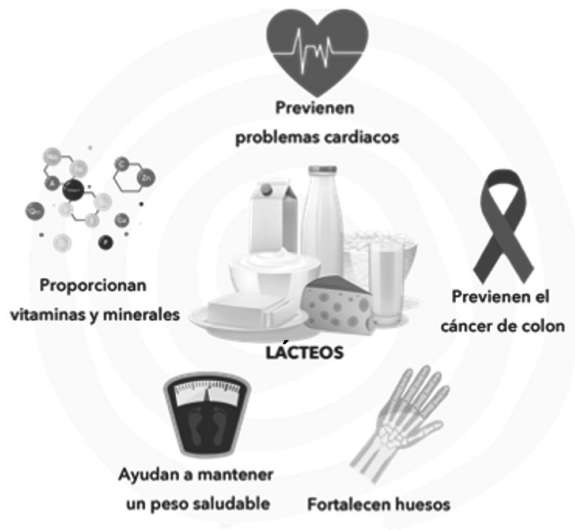 Previenen
problemas cardiacos
Proporcionan
vitaminas y minerales
Previenen el
cáncer de colon
LÁCTEOS
Ayudan a mantener
un peso saludable
Fortalecen huesos
A
C
Zn
P